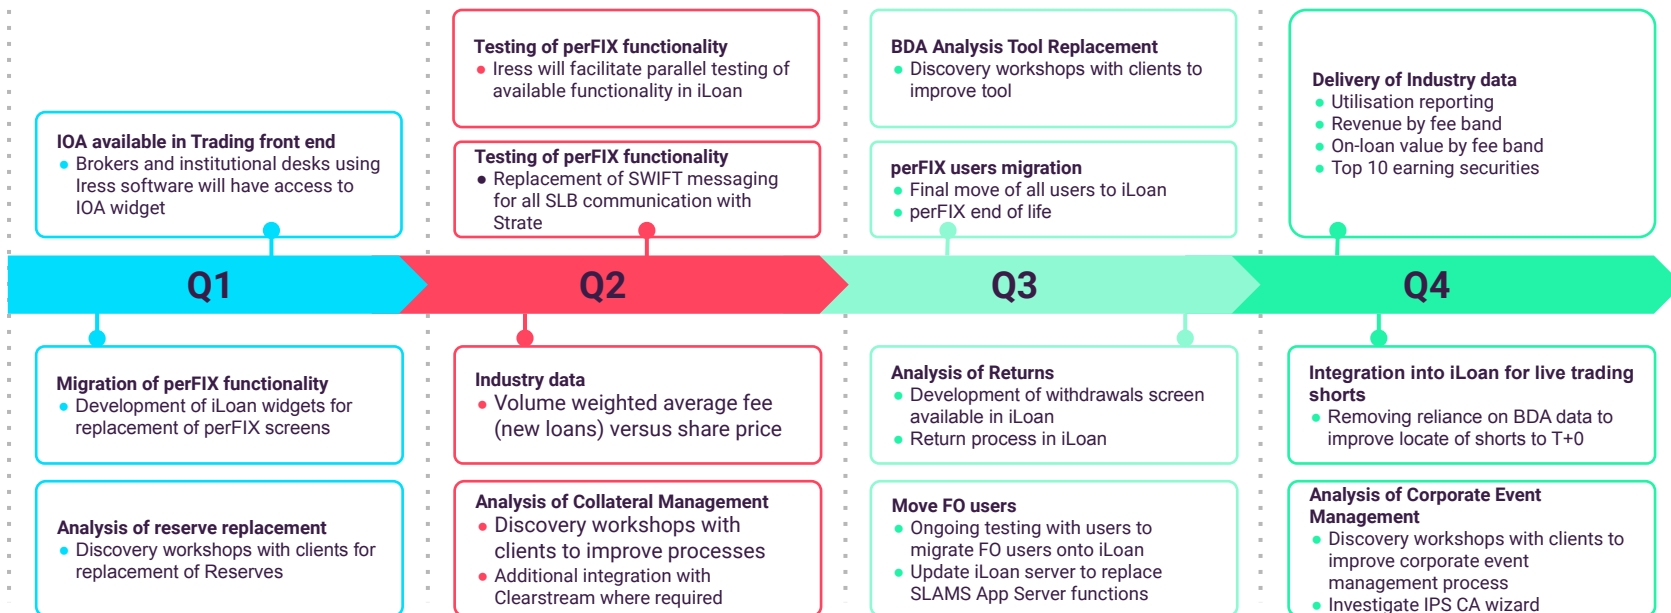 IOA available in Trading front end
Brokers and institutional desks using
Iress software will have access to
IOA widget
Testing of perFIX functionality
Iress will facilitate parallel testing of
available functionality in iLoan
Testing of perFIX functionality
Replacement of SWIFT messaging
for all SLB communication with
Strate
BDA Analysis Tool Replacement
Discovery workshops with clients to
improve tool
perFIX users migration
Final move of all users to iLoan
perFIX end of life
Delivery of Industry data
Utilisation reporting
Revenue by fee band
On-loan value by fee band
Top 10 earning securities
Q1
Q2
Q3
Q4
Migration of perFIX functionality
Development of iLoan widgets for
replacement of perFIX screens
Analysis of reserve replacement
Discovery workshops with clients for
replacement of Reserves
Industry data
Volume weighted average fee
(new loans) versus share price
Analysis of Collateral Management
Discovery workshops with
clients to improve processes
Additional integration with
Clearstream where required
Analysis of Returns
Development of withdrawals screen
available in iLoan
Return process in iLoan
Move FO users
Ongoing testing with users to
migrate FO users onto iLoan
Update iLoan server to replace
SLAMS App Server functions
Integration into iLoan for live trading
shorts
Removing reliance on BDA data to
improve locate of shorts to T+0
Analysis of Corporate Event
Management
Discovery workshops with clients to
improve corporate event
management process
Investigate IPS CA wizard